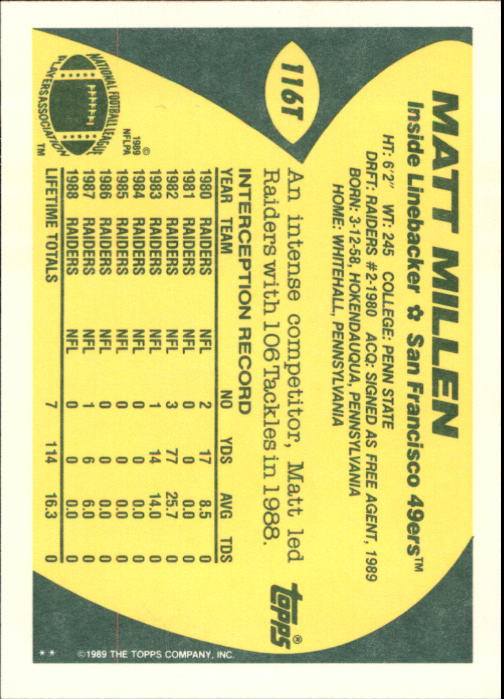 116T
MATT MILLEN
Inside Linebacker ✿ San Francisco 49ers™
HT: 6'2" WT: 245 COLLEGE: PENN STATE
DRFT: RAIDERS #2-1980 ACQ: SIGNED AS FREE AGENT, 1989
BORN: 3-12-58, HOKENDAUQUA, PENNSYLVANIA
HOME: WHITEHALL, PENNSYLVANIA
An intense competitor, Matt led
Raiders with 106 Tackles in 1988.
topps®
INTERCEPTION RECORD
YEAR TEAM NO YDS AVG TDS
1980 RAIDERS NFL 2 17 8.5 0
1981 RAIDERS NFL 0 0 0.0 0
1982 RAIDERS NFL 3 77 25.7 0
1983 RAIDERS NFL 1 14 14.0 0
1984 RAIDERS NFL 0 0 0.0 0
1985 RAIDERS NFL 0 0 0.0 0
1986 RAIDERS NFL 0 0 0.0 0
1987 RAIDERS NFL 1 6 6.0 0
1988 RAIDERS NFL 0 0 0.0 0
LIFETIME TOTALS 7 114 16.3 0
NATIONAL FOOTBALL LEAGUE
PLAYERS ASSOCIATION
™
©
1989
NFLPA
** ©1989 THE TOPPS COMPANY, INC.